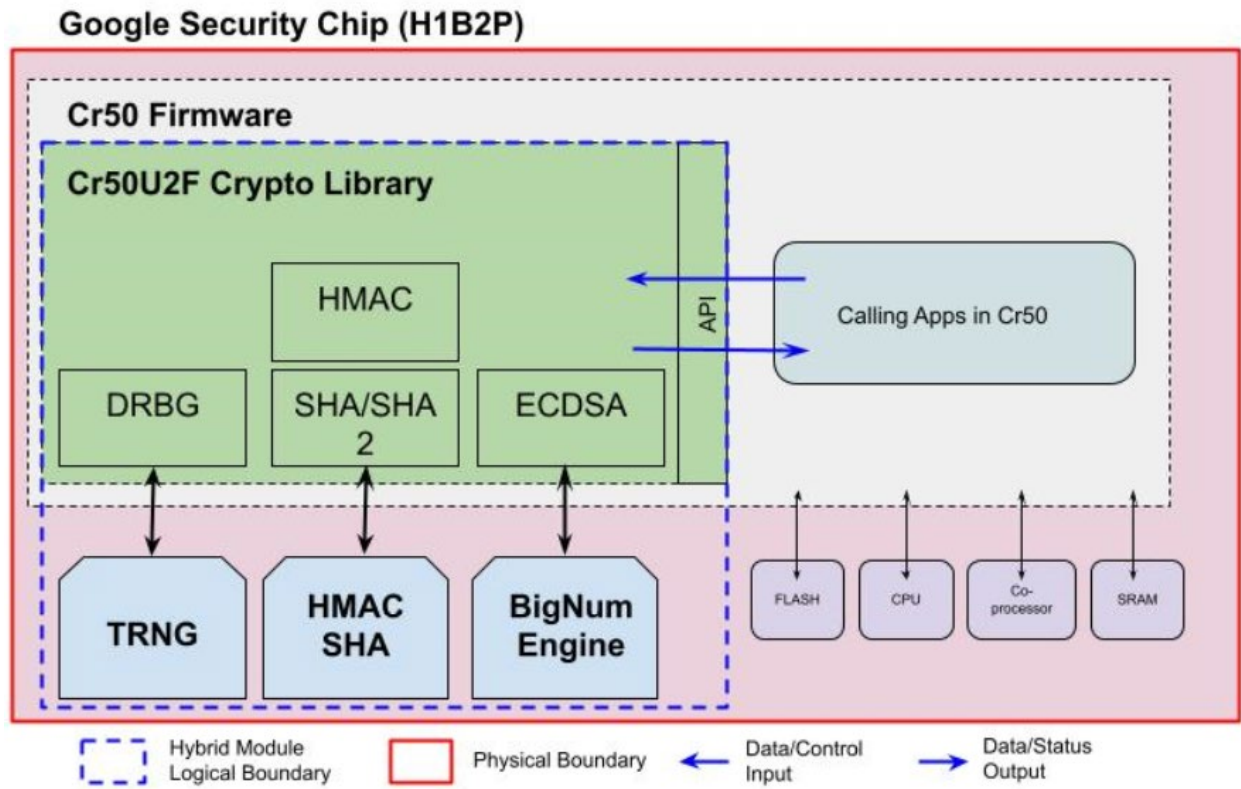 Google Security Chip (H1B2P)
Cr50 Firmware
Cr50U2F Crypto Library
HMAC
DRBG
SHA/SHA
2
ECDSA
API
Calling Apps in Cr50
TRNG
HMAC
SHA
BigNum
Engine
FLASH
CPU
Co-
processor
SRAM
Hybrid Module
Logical Boundary
Physical Boundary
Data/Control
Input
Data/Status
Output